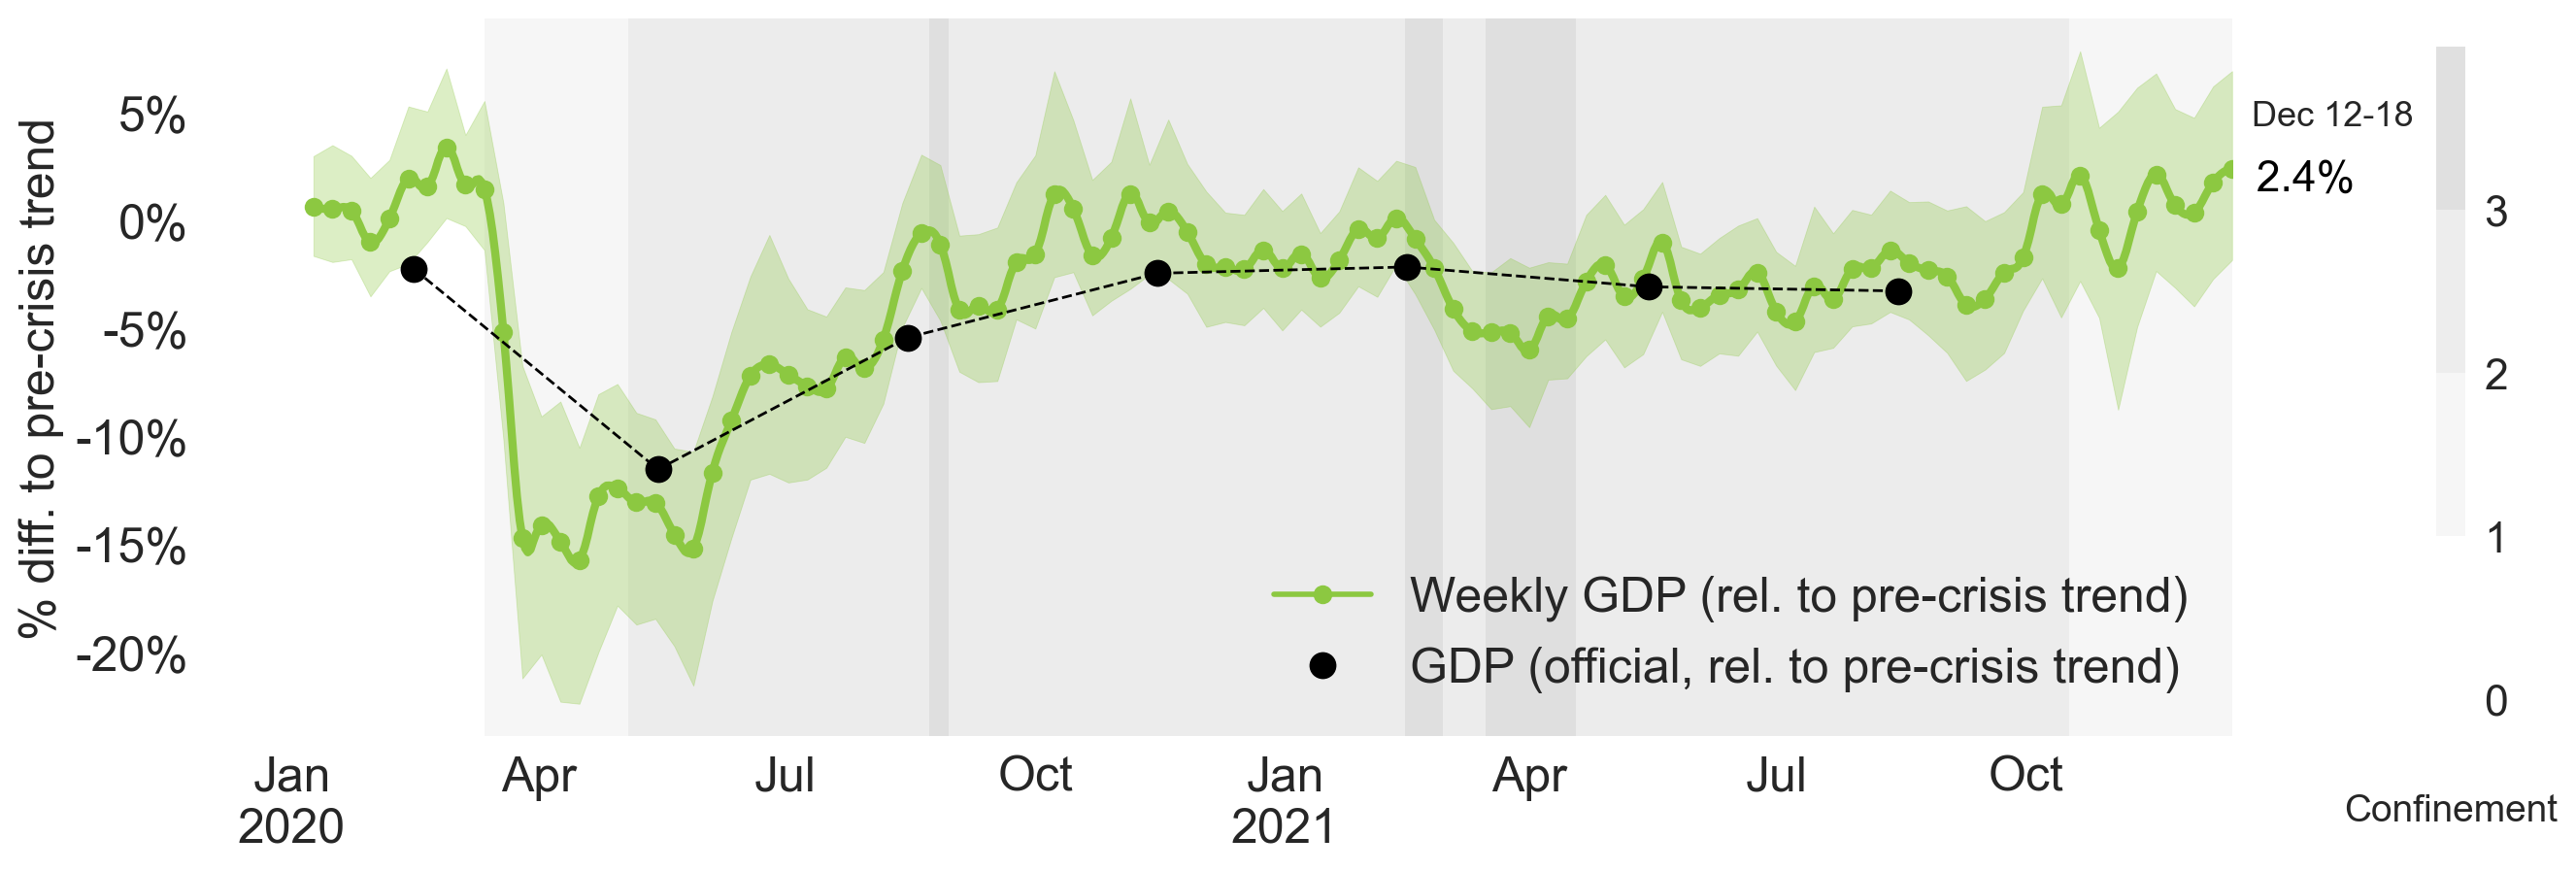 % diff. to pre-crisis trend
5%
0%
-5%
-10%
-15%
-20%
Dec 12-18
2.4%
3
2
1
0
Weekly GDP (rel. to pre-crisis trend)
GDP (official, rel. to pre-crisis trend)
Jan Apr Jul Oct Jan Apr Jul Oct
2020 2021
Confinement